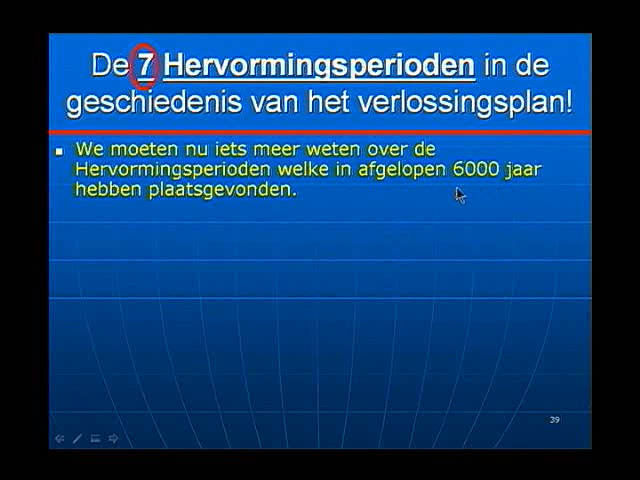 De 7 Hervormingsperioden in de
geschiedenis van het verlossingsplan!
We moeten nu iets meer weten over de
Hervormingsperioden welke in afgelopen 6000 jaar
hebben plaatsgevonden.
39